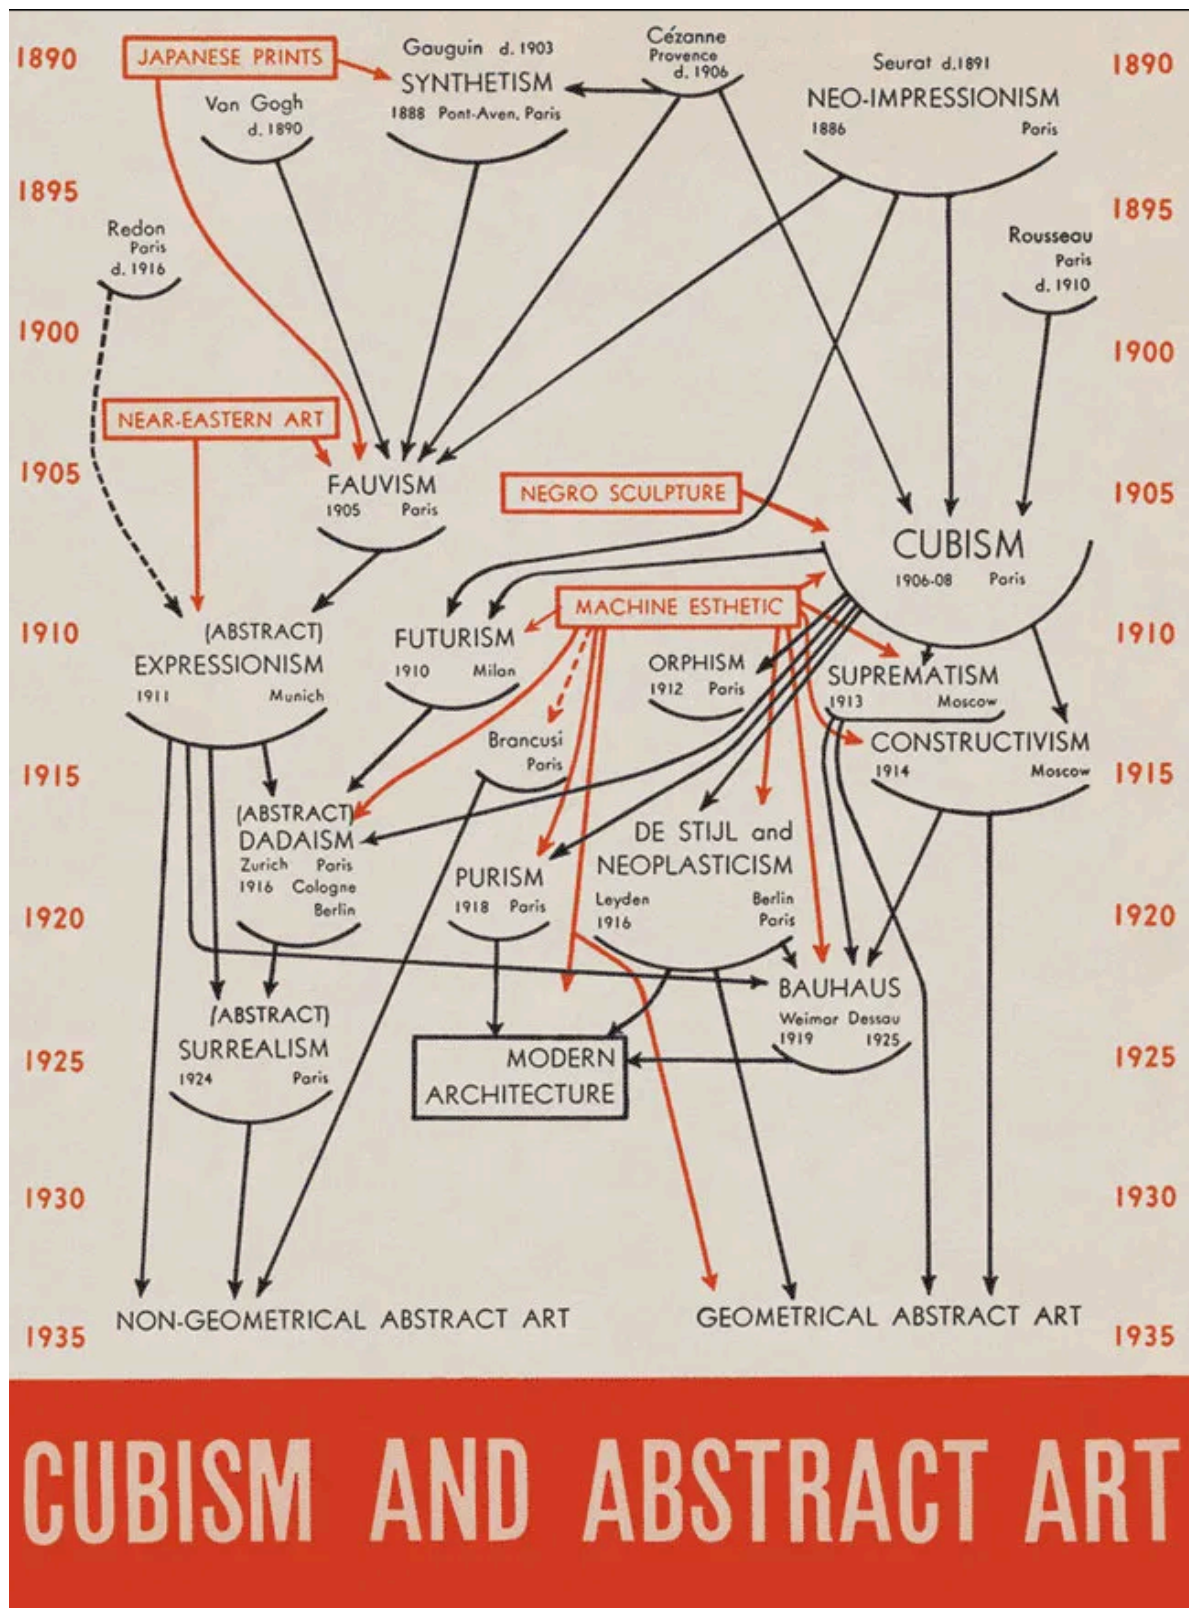 1890
JAPANESE PRINTS
Gauguin d. 1903
SYNTHETISM
1888 Pont-Aven, Paris
Cézanne
Provence
d. 1906
Seurat d.1891
NEO-IMPRESSIONISM
1886 Paris
1890
Van Gogh
d. 1890
1895
1895
Redon
Paris
d. 1916
Rousseau
Paris
d. 1910
1900
1900
NEAR-EASTERN ART
1905
FAUVISM
1905 Paris
NEGRO SCULPTURE
1905
CUBISM
1906-08 Paris
MACHINE ESTHETIC
1910
(ABSTRACT)
EXPRESSIONISM
1911 Munich
FUTURISM
1910 Milan
ORPHISM
1912 Paris
SUPREMATISM
1913 Moscow
1910
Brancusi
Paris
CONSTRUCTIVISM
1914 Moscow
1915
1915
(ABSTRACT)
DADAISM
Zurich Paris
1916 Cologne
Berlin
PURISM
1918 Paris
DE STIJL and
NEOPLASTICISM
Leyden Berlin
1916 Paris
1920
1920
(ABSTRACT)
SURREALISM
1924 Paris
BAUHAUS
Weimar Dessau
1919 1925
MODERN
ARCHITECTURE
1925
1925
1930
1930
NON-GEOMETRICAL ABSTRACT ART
GEOMETRICAL ABSTRACT ART
1935
1935
CUBISM AND ABSTRACT ART